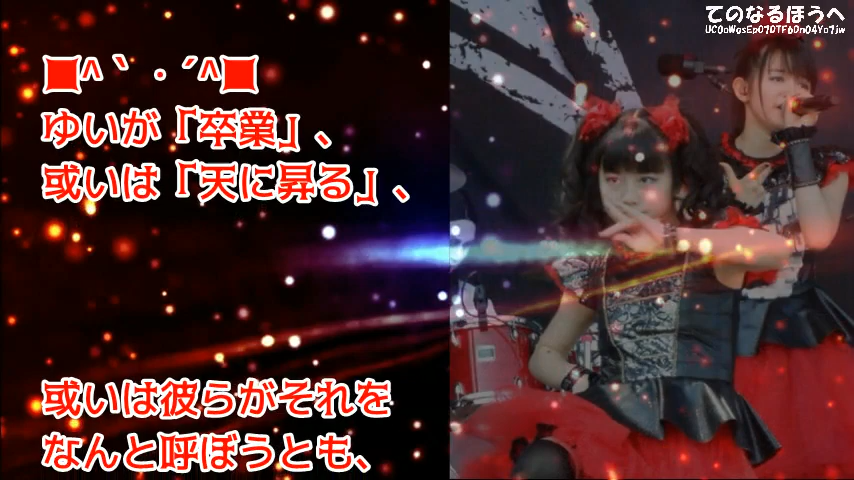 てのなるほうへ
■^｀・´^■
ゆいが「卒業」、
或いは「天に昇る」、
或いは彼らがそれを
なんと呼ぼうとも、